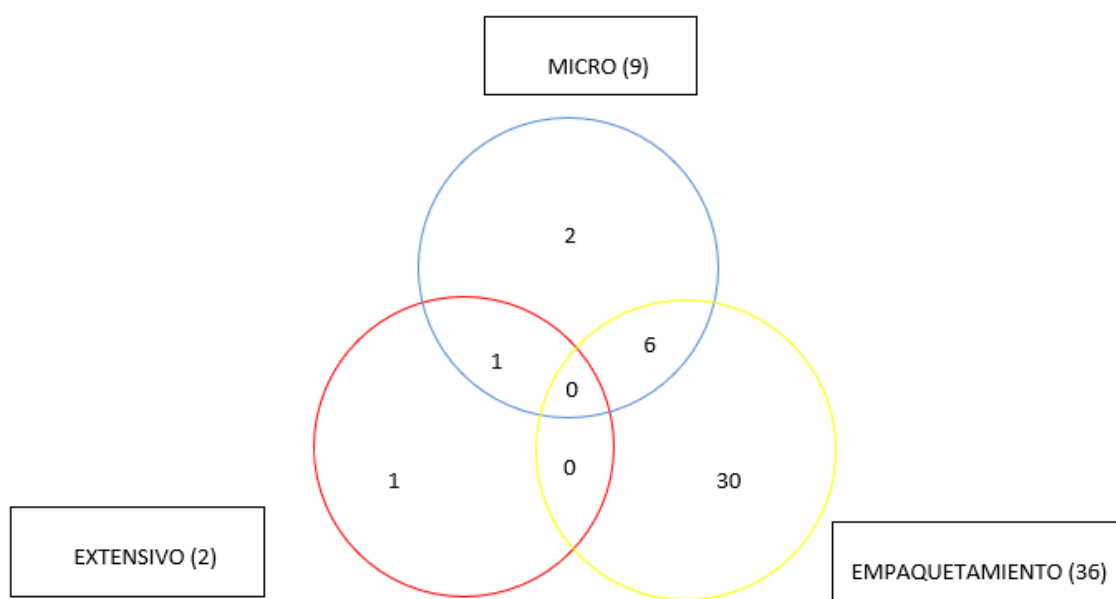 MICRO (9)
2
1
6
0
0
1
30
EXTENSIVO (2)
EMPAQUETAMIENTO (36)